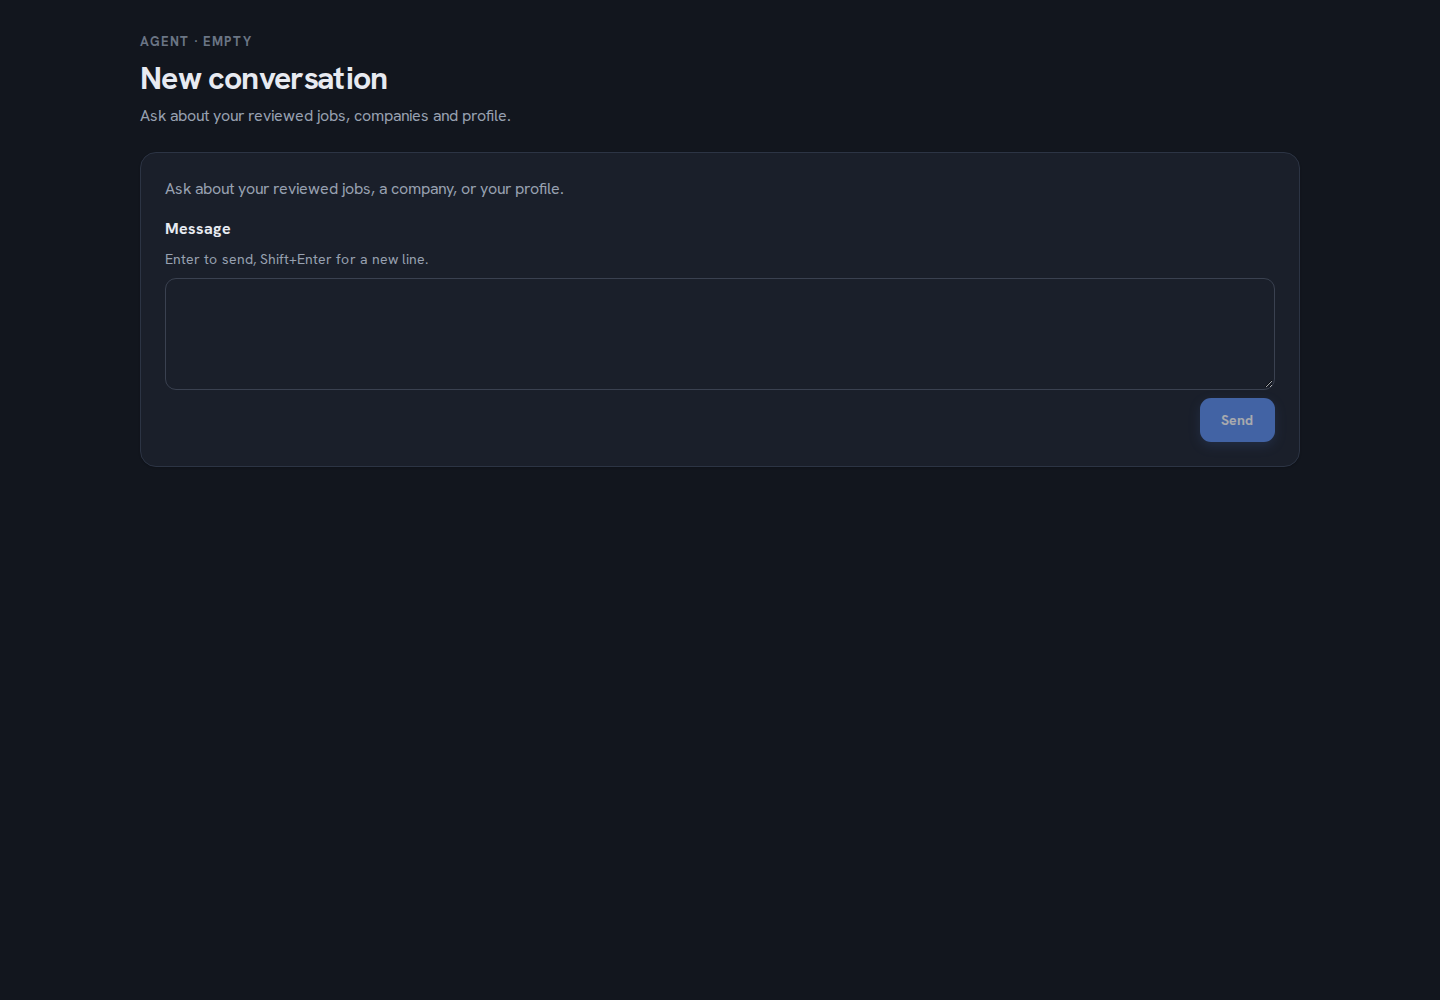 AGENT · EMPTY
New conversation
Ask about your reviewed jobs, companies and profile.
Ask about your reviewed jobs, a company, or your profile.
Message
Enter to send, Shift+Enter for a new line.
Send